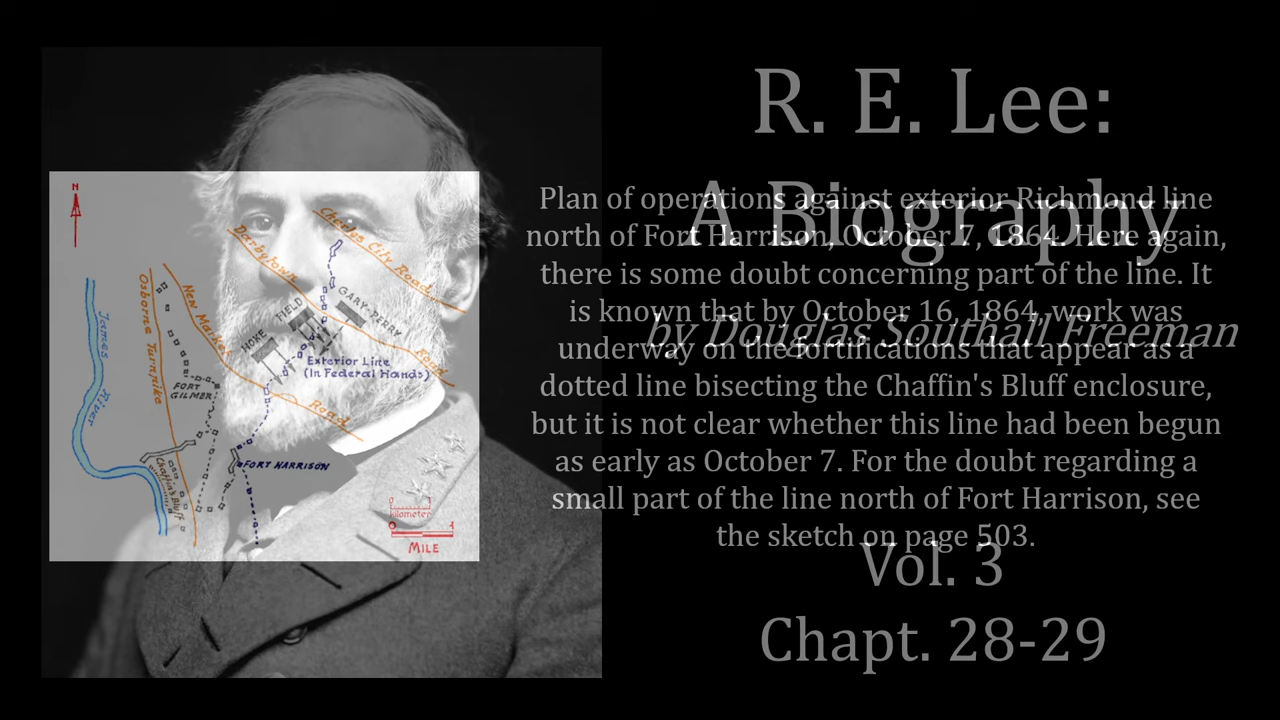 R. E. Lee:
A Biography
by Douglas Southall Freeman
Vol. 3
Chapt. 28-29
Plan of operations against exterior Richmond line
north of Fort Harrison, October 7, 1864. Here again,
there is some doubt concerning part of the line. It
is known that by October 16, 1864, work was
underway on the fortifications that appear as a
dotted line bisecting the Chaffin's Bluff enclosure,
but it is not clear whether this line had been begun
as early as October 7. For the doubt regarding a
small part of the line north of Fort Harrison, see
the sketch on page 503.
N
Charles City Road
Darbytown
Road
New Market
Road
Osborne Turnpike
James River
HOKE
FIELD
GARY-PERRY
Exterior Line
(In Federal Hands)
FORT
GILMER
FORT HARRISON
Chaffin's Bluff
kilometer
0 1
MILE